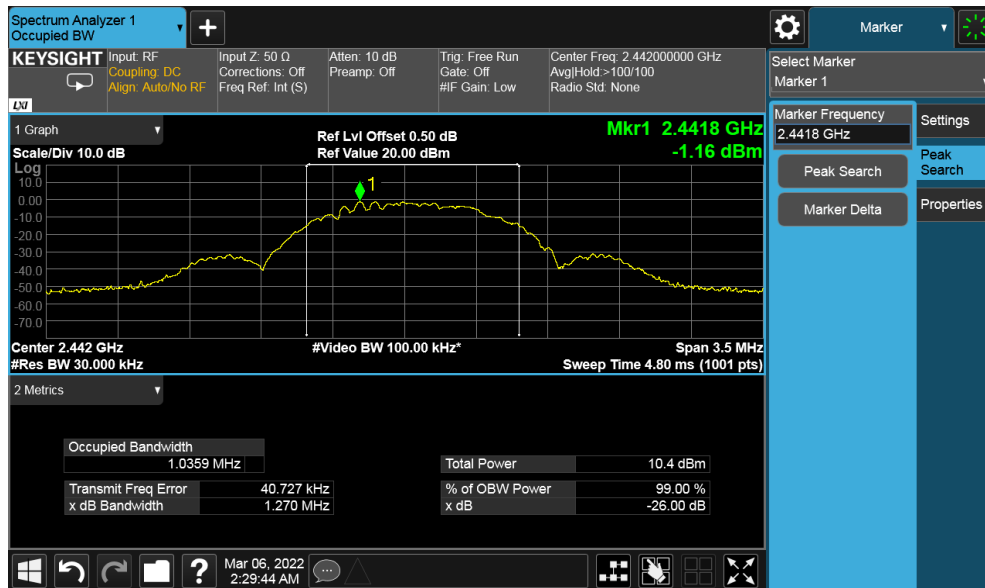 Spectrum Analyzer 1
Occupied BW
+
Marker
KEYSIGHT
LXI
Input: RF
Coupling: DC
Align: Auto/No RF
Input Z: 50 Ω
Corrections: Off
Freq Ref: Int (S)
Atten: 10 dB
Preamp: Off
Trig: Free Run
Gate: Off
#IF Gain: Low
Center Freq: 2.442000000 GHz
Avg|Hold:>100/100
Radio Std: None
Select Marker
Marker 1
1 Graph
Scale/Div 10.0 dB
Ref Lvl Offset 0.50 dB
Ref Value 20.00 dBm
Mkr1 2.4418 GHz
-1.16 dBm
Log
10.0
0.00
-10.0
-20.0
-30.0
-40.0
-50.0
-60.0
-70.0
1
Center 2.442 GHz
#Res BW 30.000 kHz
#Video BW 100.00 kHz*
Span 3.5 MHz
Sweep Time 4.80 ms (1001 pts)
Marker Frequency
2.4418 GHz
Peak Search
Marker Delta
Settings
Peak
Search
Properties
2 Metrics
Occupied Bandwidth
1.0359 MHz
Total Power 10.4 dBm
Transmit Freq Error 40.727 kHz
% of OBW Power 99.00 %
x dB Bandwidth 1.270 MHz
x dB -26.00 dB
?
Mar 06, 2022
2:29:44 AM